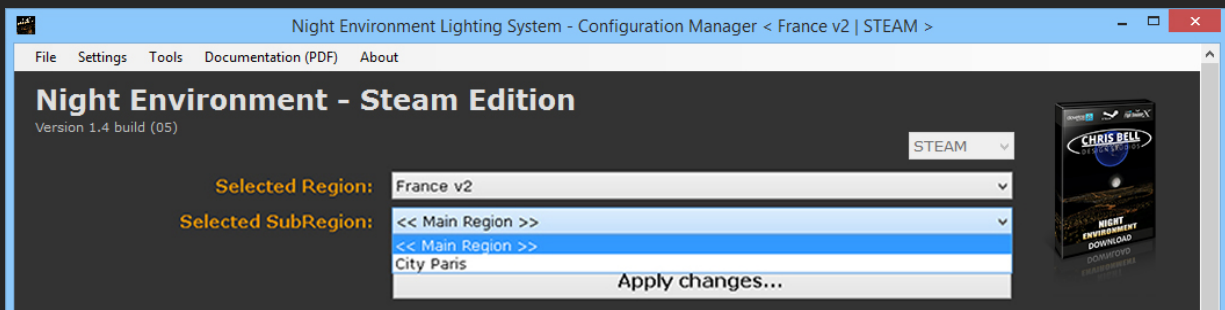 Night Environment Lighting System - Configuration Manager < France v2 | STEAM >
File Settings Tools Documentation (PDF) About
Night Environment - Steam Edition
Version 1.4 build (05)
STEAM
Selected Region: France v2
Selected SubRegion: << Main Region >>
<< Main Region >>
City Paris
Apply changes...
CHRIS BELL
NIGHT
ENVIRONMENT
DOWNLOAD